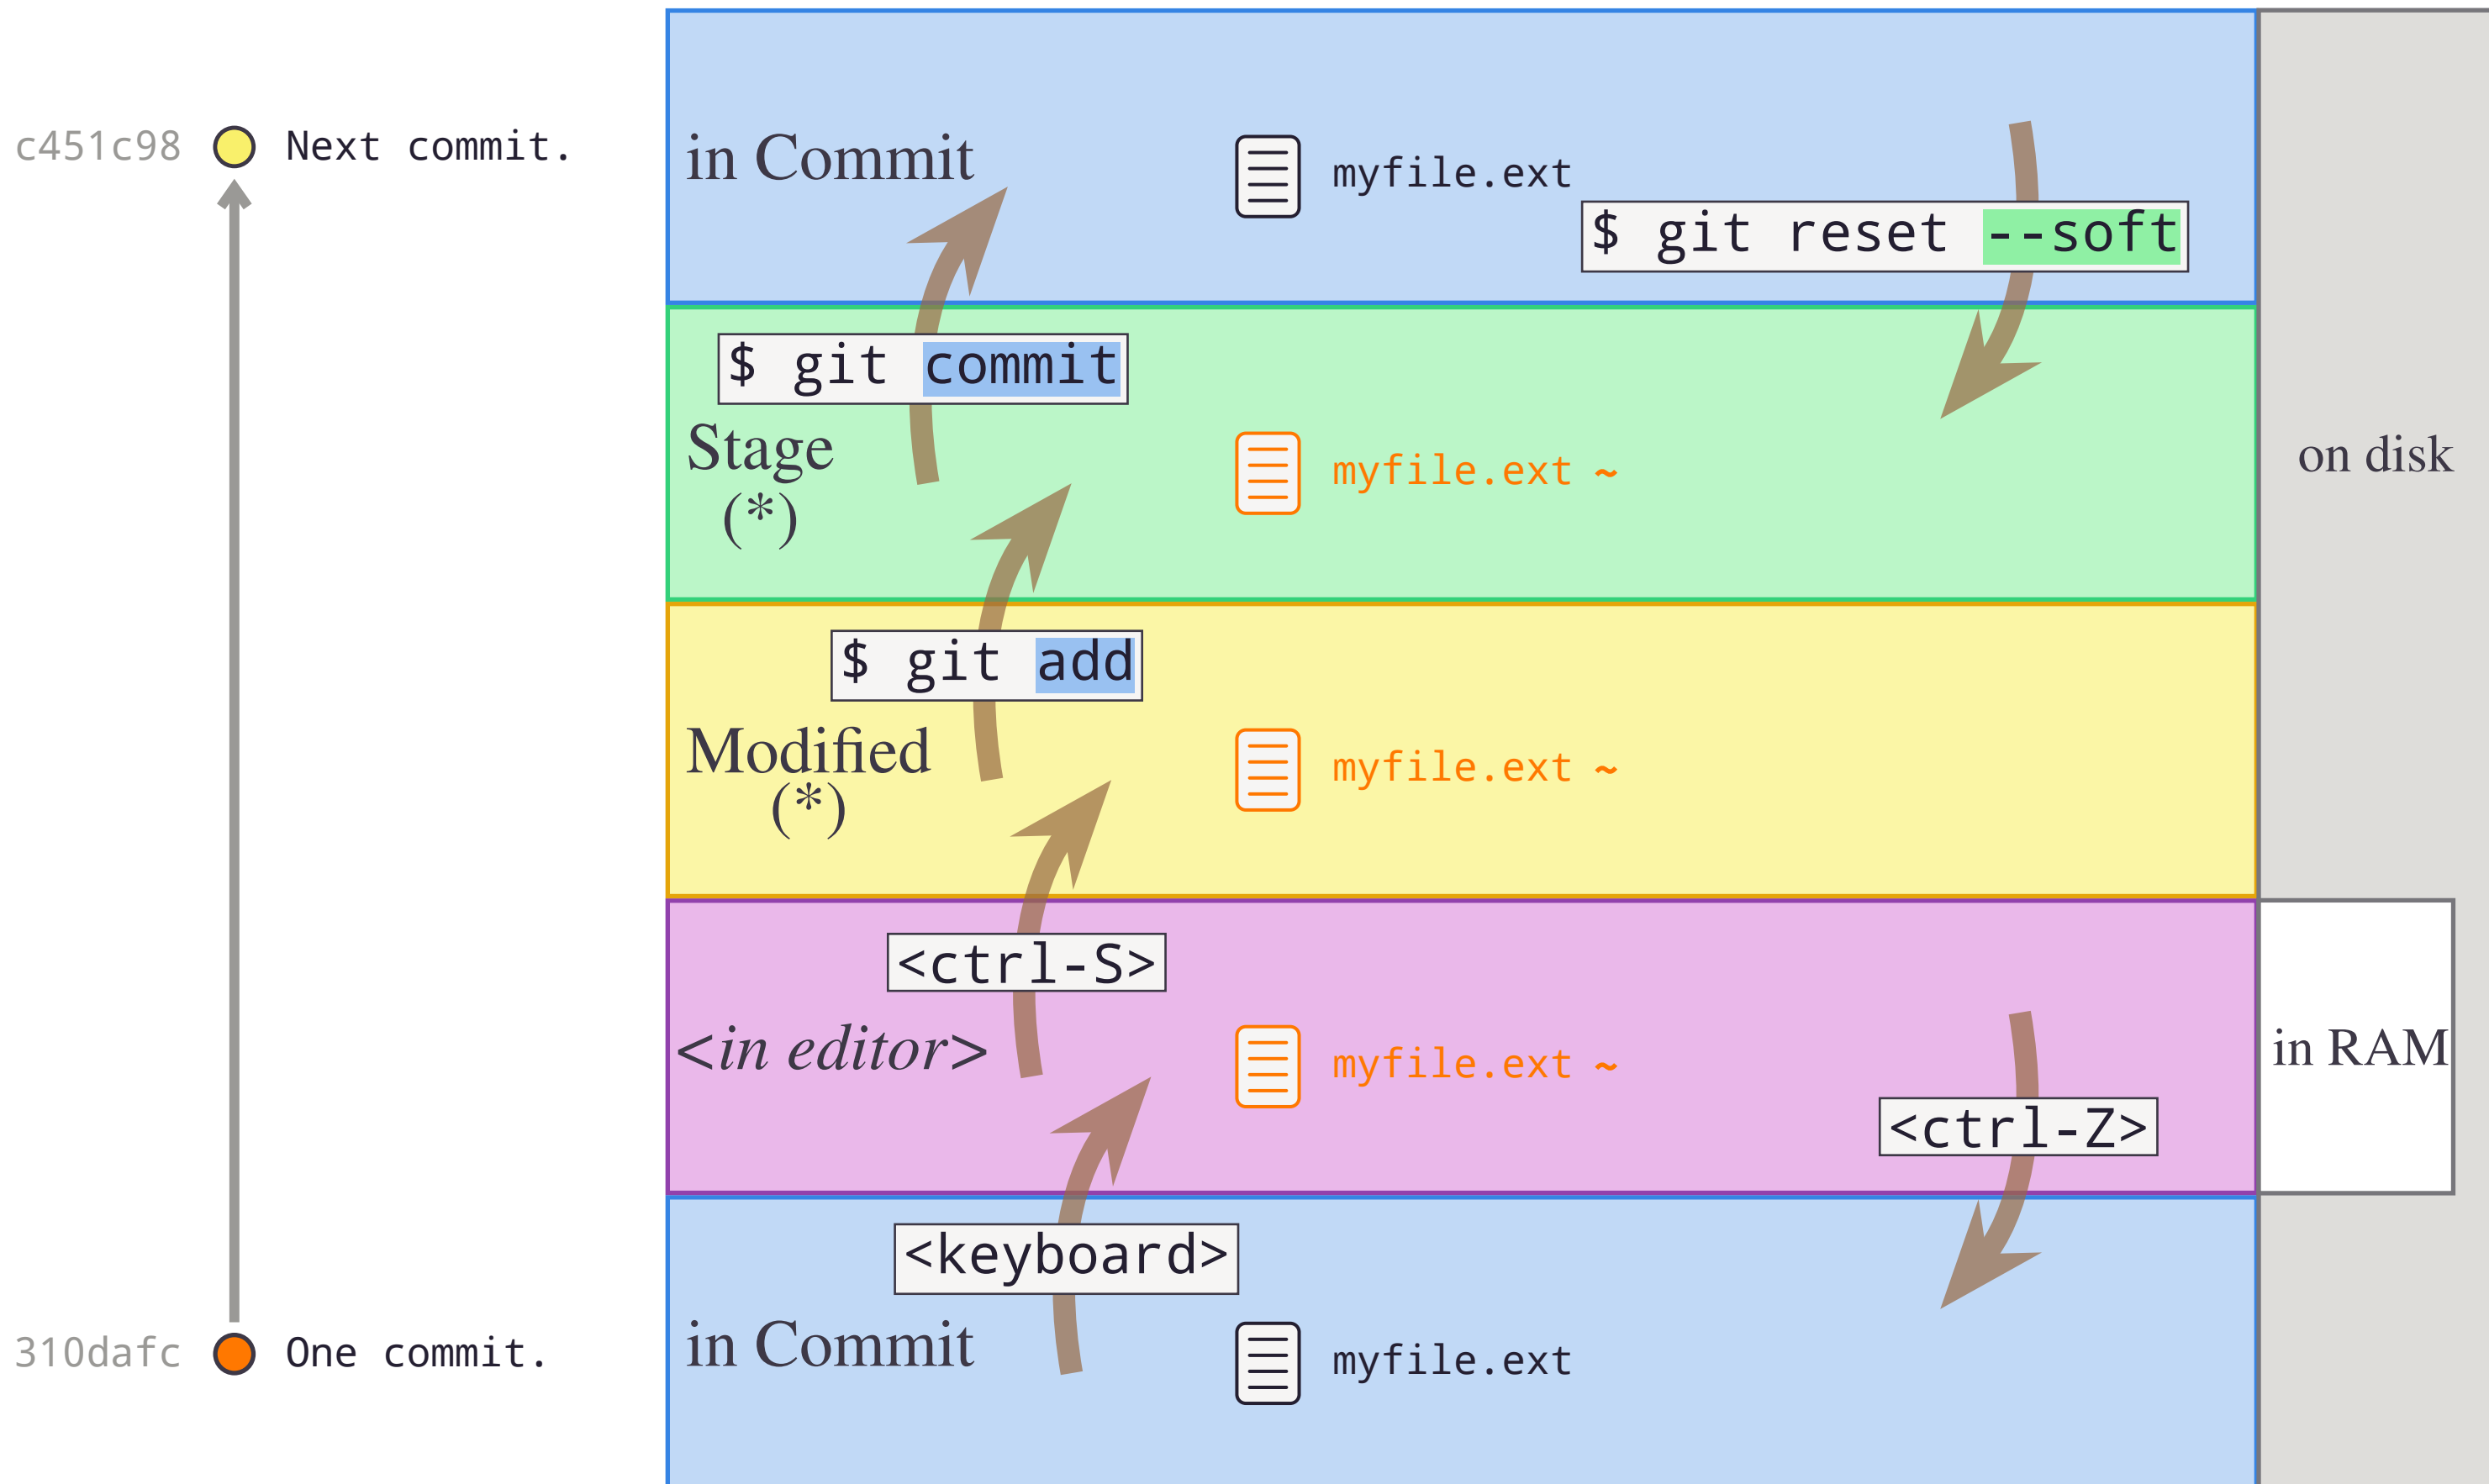 c451c98 Next commit.
in Commit
myfile.ext
$ git reset --soft
$ git commit
Stage
(*)
myfile.ext ~
on disk
$ git add
Modified
(*)
myfile.ext ~
<ctrl-S>
<in editor>
myfile.ext ~
in RAM
<ctrl-Z>
<keyboard>
310dafc One commit.
in Commit
myfile.ext